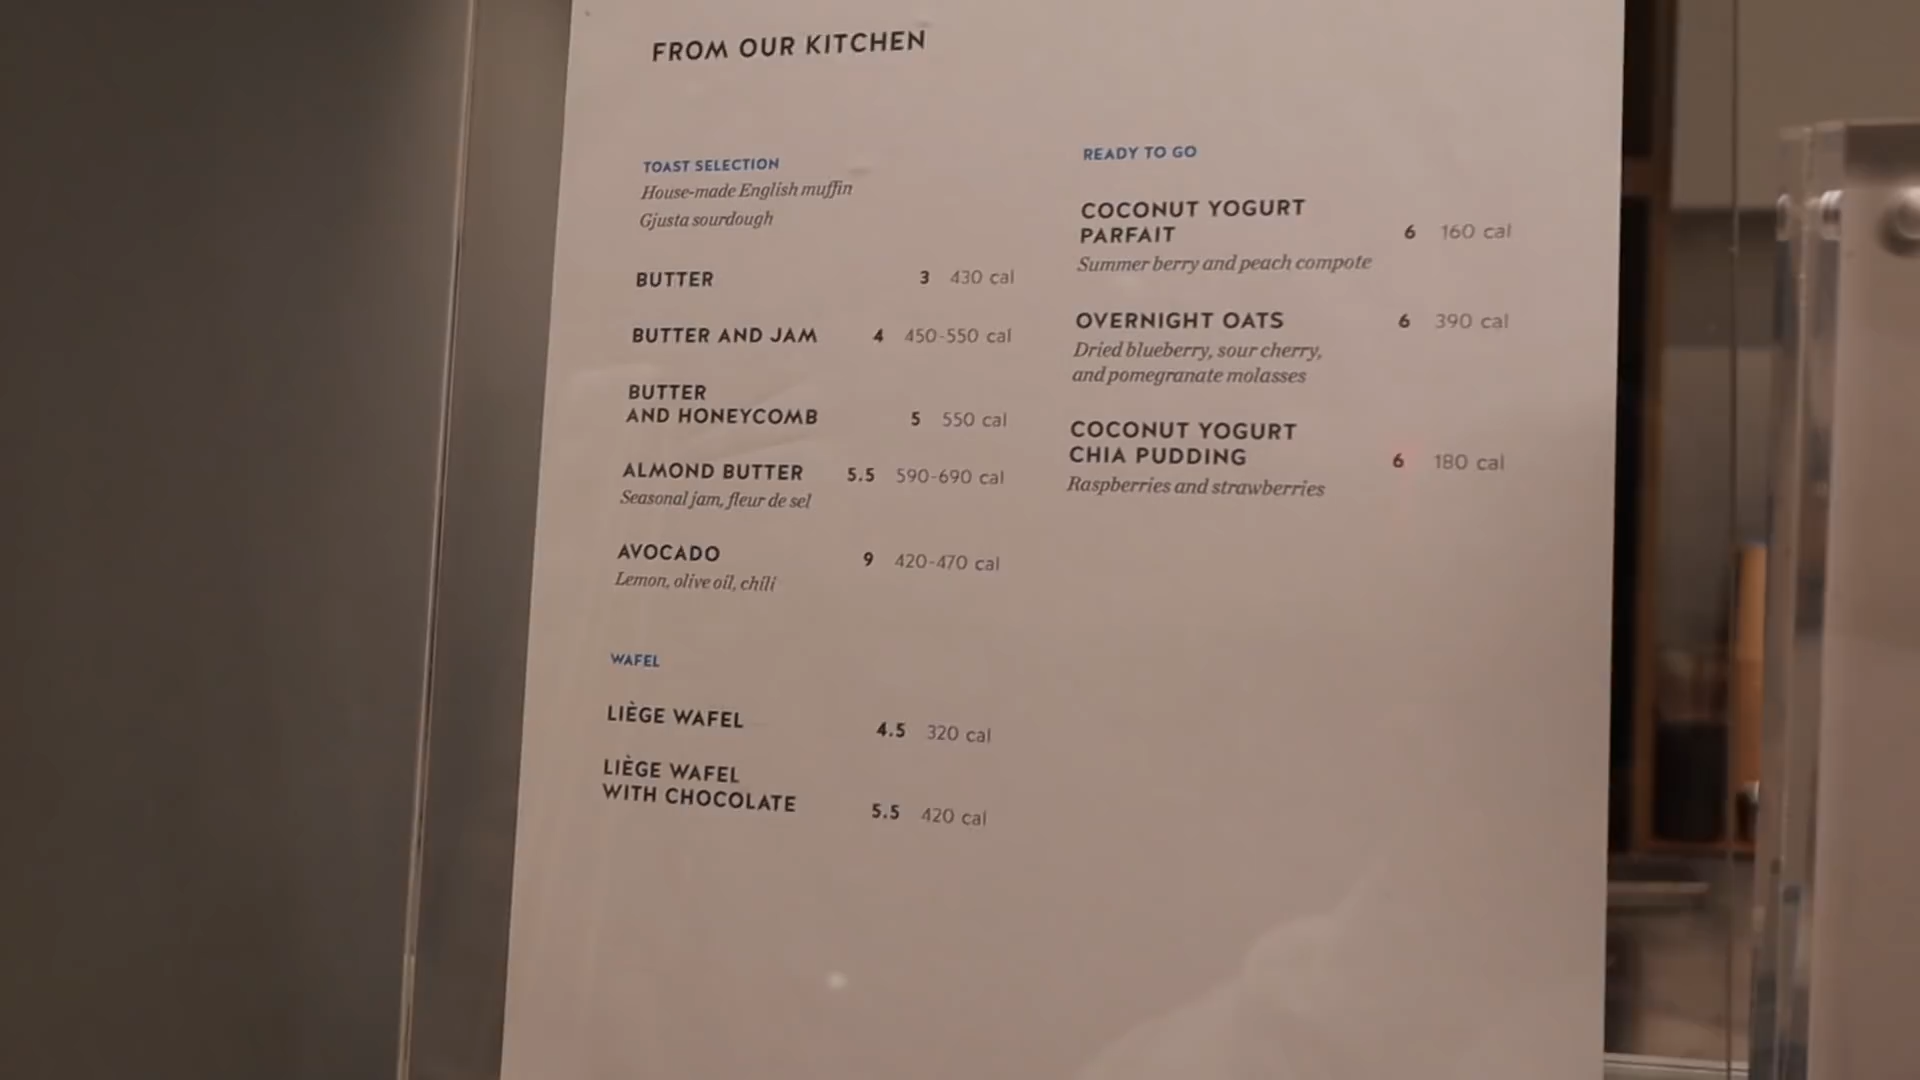 FROM OUR KITCHEN
TOAST SELECTION
House-made English muffin
Gjusta sourdough
BUTTER 3 430 cal
BUTTER AND JAM 4 450-550 cal
BUTTER
AND HONEYCOMB 5 550 cal
ALMOND BUTTER 5.5 590-690 cal
Seasonal jam, fleur de sel
AVOCADO 9 420-470 cal
Lemon, olive oil, chili
WAFEL
LIÈGE WAFEL 4.5 320 cal
LIÈGE WAFEL
WITH CHOCOLATE 5.5 420 cal
READY TO GO
COCONUT YOGURT
PARFAIT 6 160 cal
Summer berry and peach compote
OVERNIGHT OATS 6 390 cal
Dried blueberry, sour cherry,
and pomegranate molasses
COCONUT YOGURT
CHIA PUDDING 6 180 cal
Raspberries and strawberries